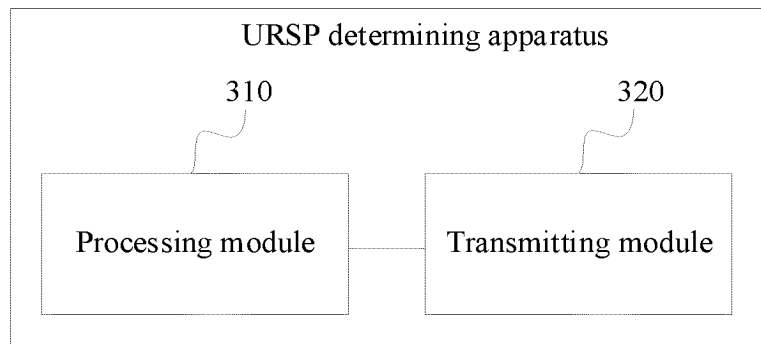 URSP determining apparatus
310
320
Processing module
Transmitting module